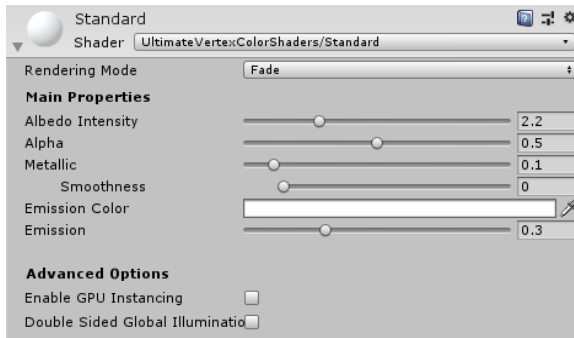 Standard
Shader UltimateVertexColorShaders/Standard
Rendering Mode Fade
Main Properties
Albedo Intensity 2.2
Alpha 0.5
Metallic 0.1
Smoothness 0
Emission Color
Emission 0.3
Advanced Options
Enable GPU Instancing
Double Sided Global Illuminatio